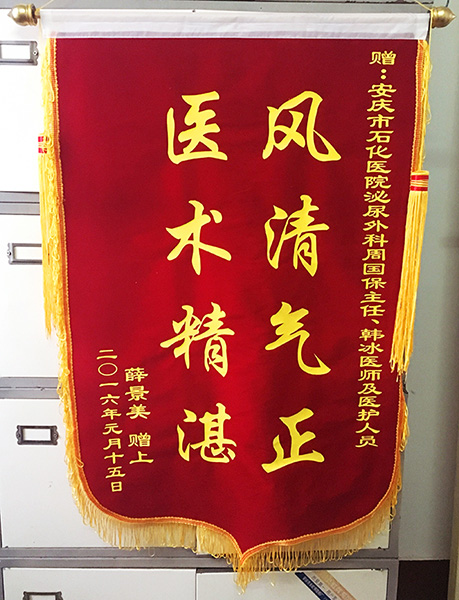 赠：安庆市石化医院泌尿外科周国保主任、韩冰医师及医护人员
风清气正
医术精湛
薛景美 赠上
二〇一六年元月十五日